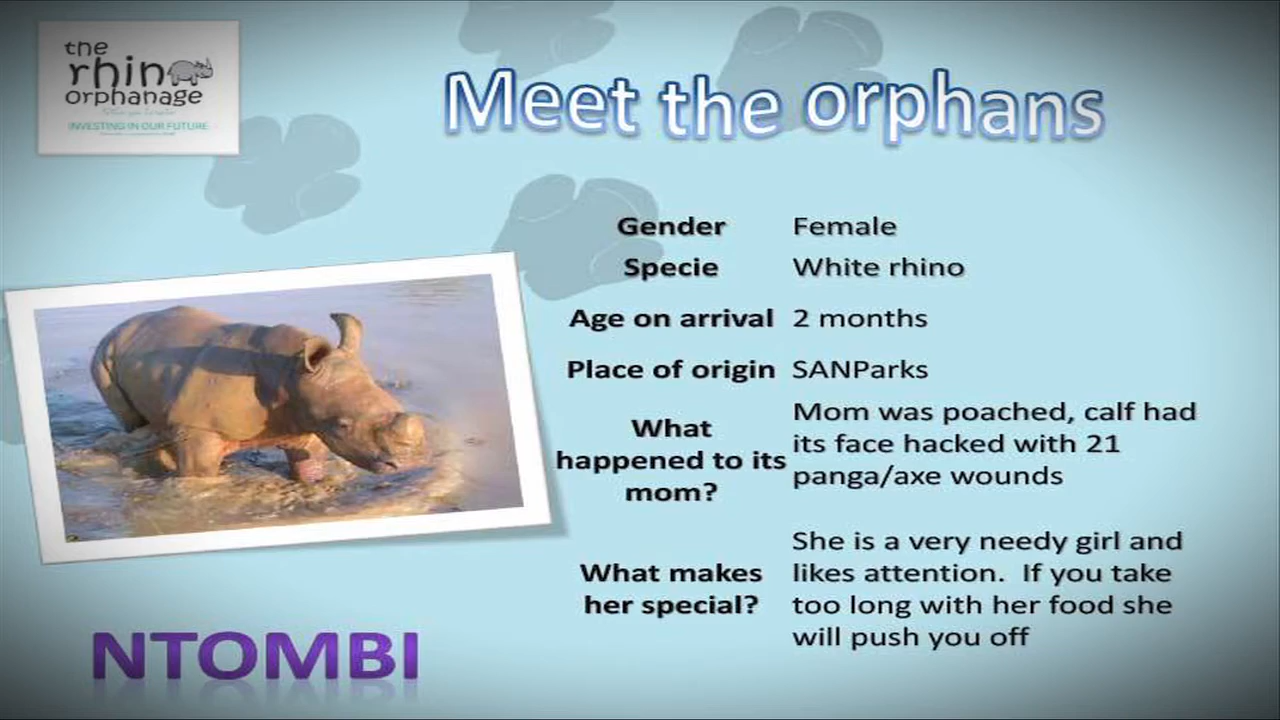 the
rhino
orphanage
INVESTING IN OUR FUTURE
Meet the orphans
Gender Female
Specie White rhino
Age on arrival 2 months
Place of origin SANParks
What happened to its mom?
Mom was poached, calf had
its face hacked with 21
panga/axe wounds
What makes
her special?
She is a very needy girl and
likes attention. If you take
too long with her food she
will push you off
NTOMBI